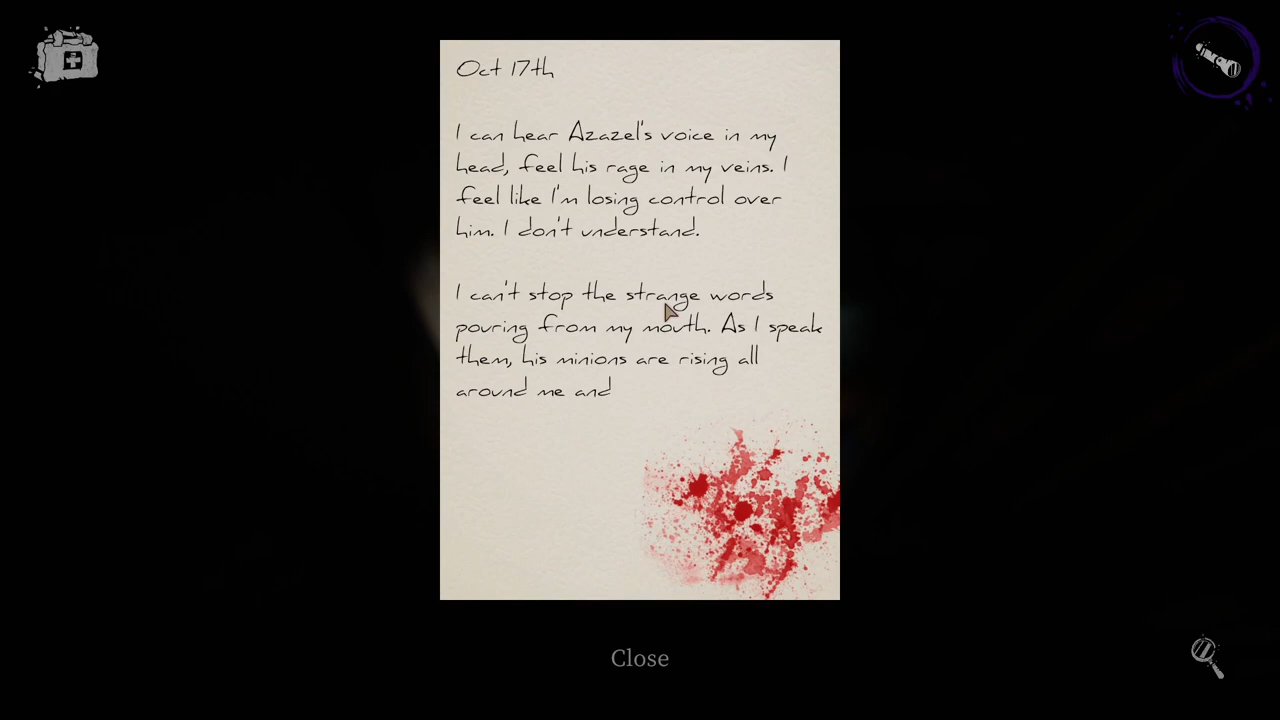 Oct 17th
I can hear Azazel's voice in my
head, feel his rage in my veins. I
feel like I'm losing control over
him. I don't understand.
I can't stop the strange words
pouring from my mouth. As I speak
them, his minions are rising all
around me and
Close